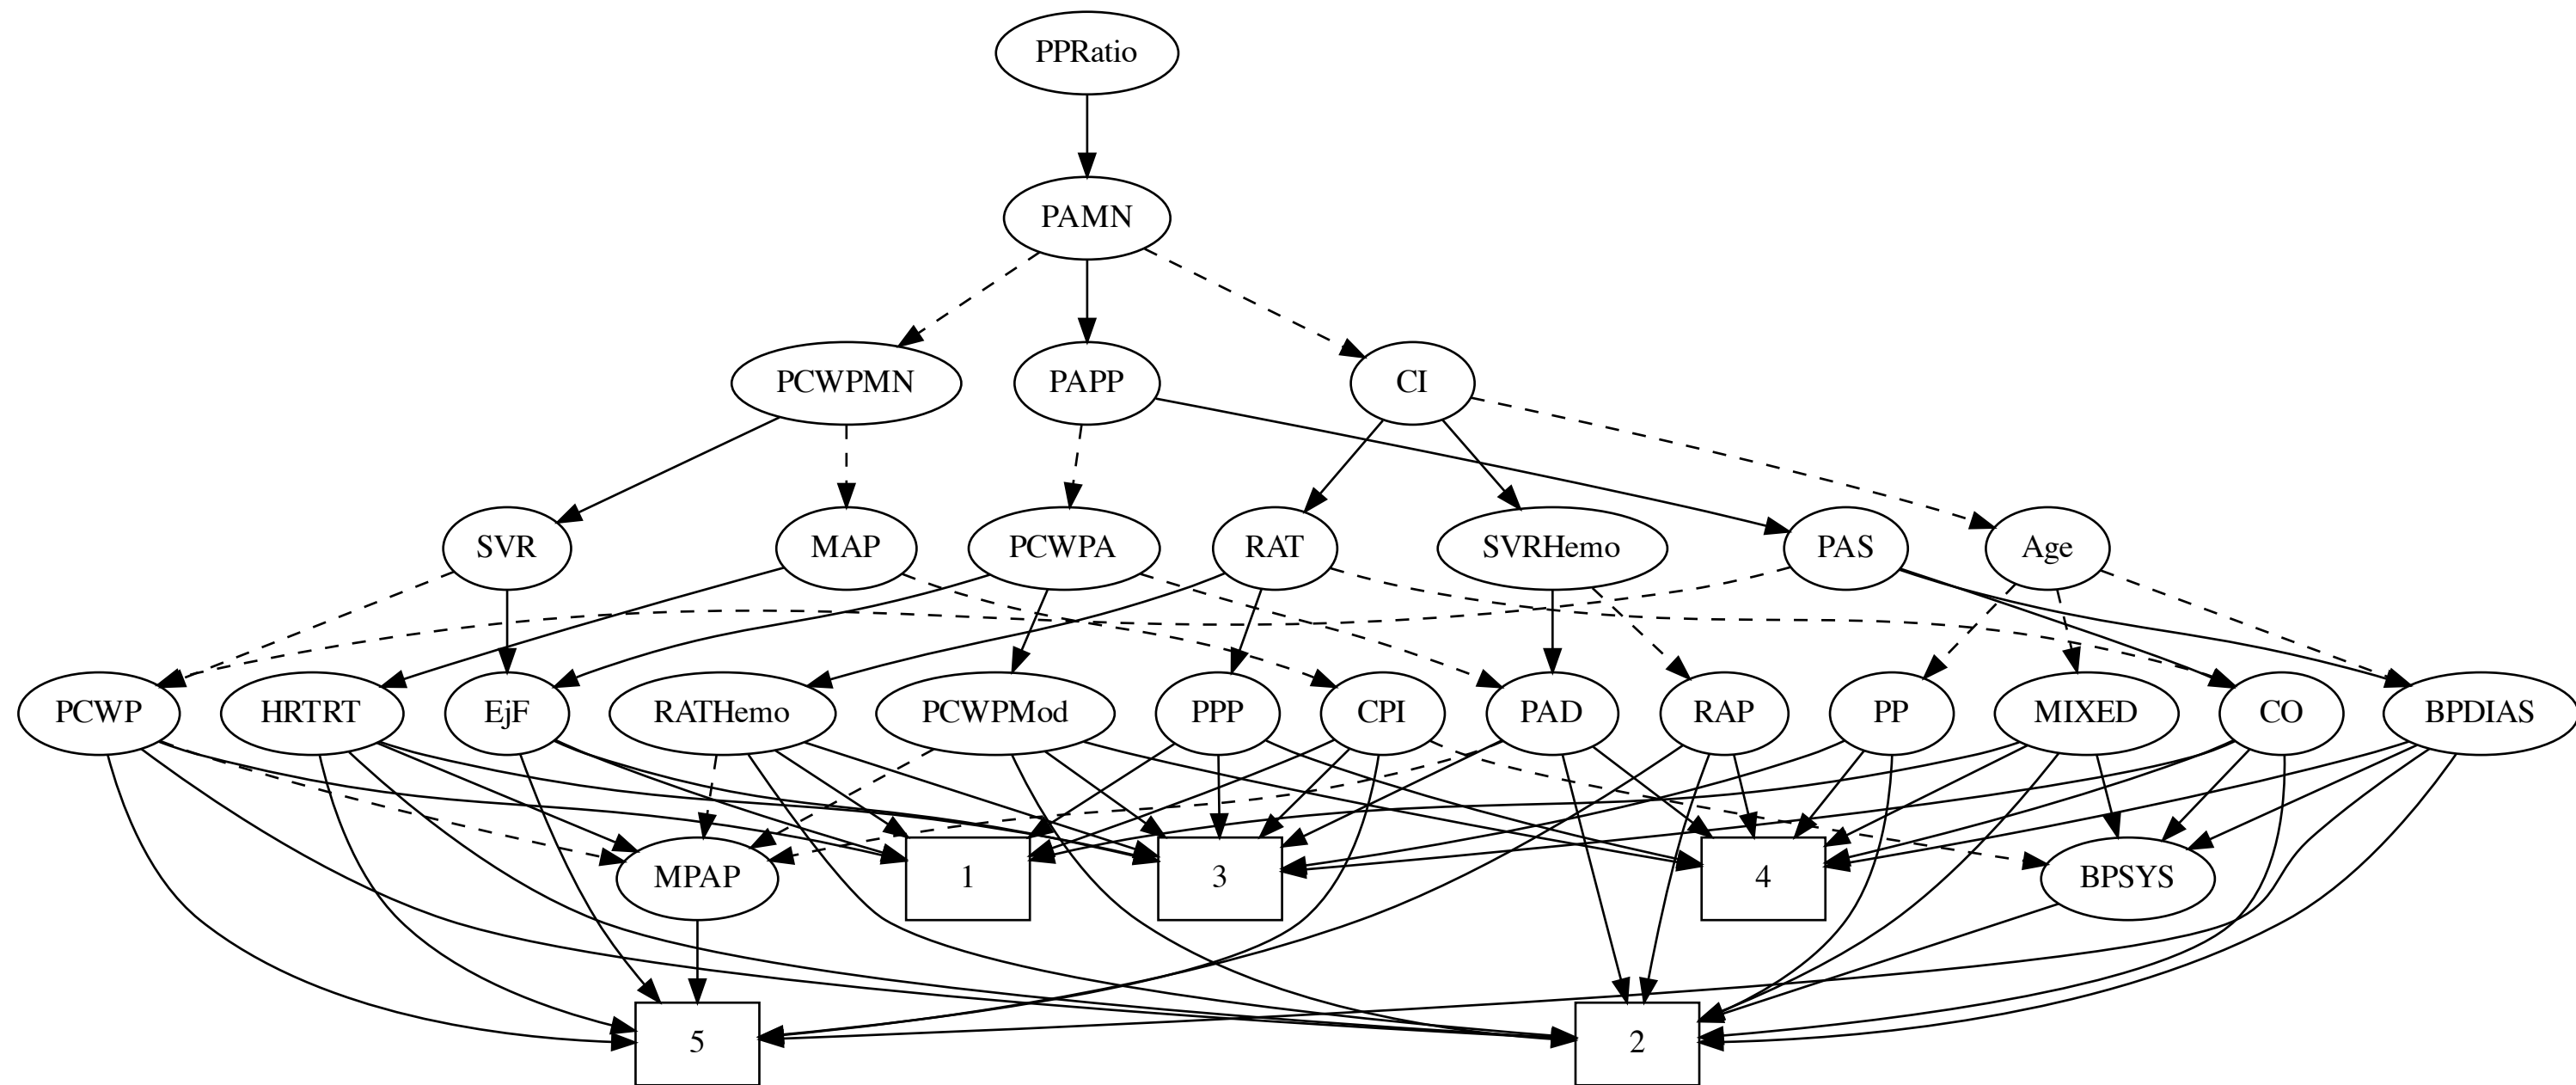 PPRatio
PAMN
PCWPMN
PAPP
CI
SVR
MAP
PCWPA
RAT
SVRHemo
PAS
Age
PCWP
HRTRT
EjF
RATHemo
PCWPMod
PPP
CPI
PAD
RAP
PP
MIXED
CO
BPDIAS
MPAP
1
3
4
BPSYS
5
2